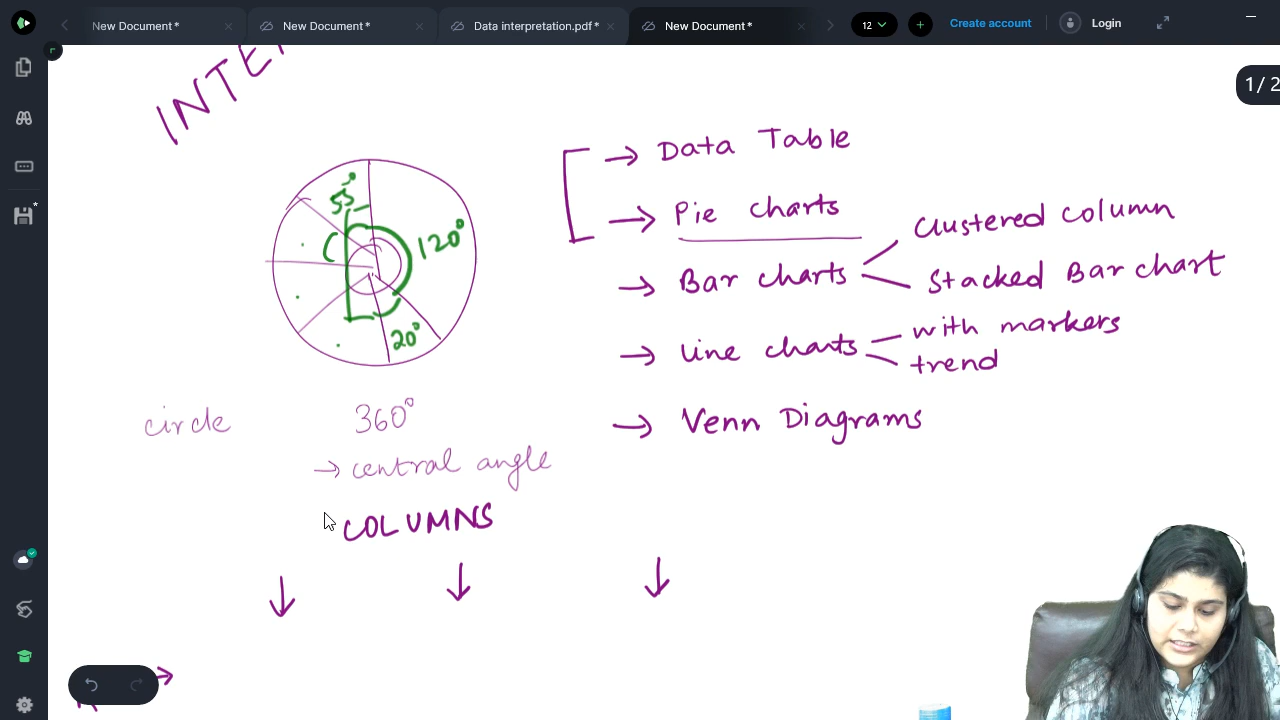 New Document *
New Document *
Data interpretation.pdf *
New Document *
12
Create account
Login
1 / 2
INTE
→ Data Table
→ Pie charts
→ Bar charts
Clustered column
Stacked Bar chart
→ Line charts
with markers
trend
→ Venn Diagrams
55°
120°
20°
circle 360°
→ central angle
COLUMNS